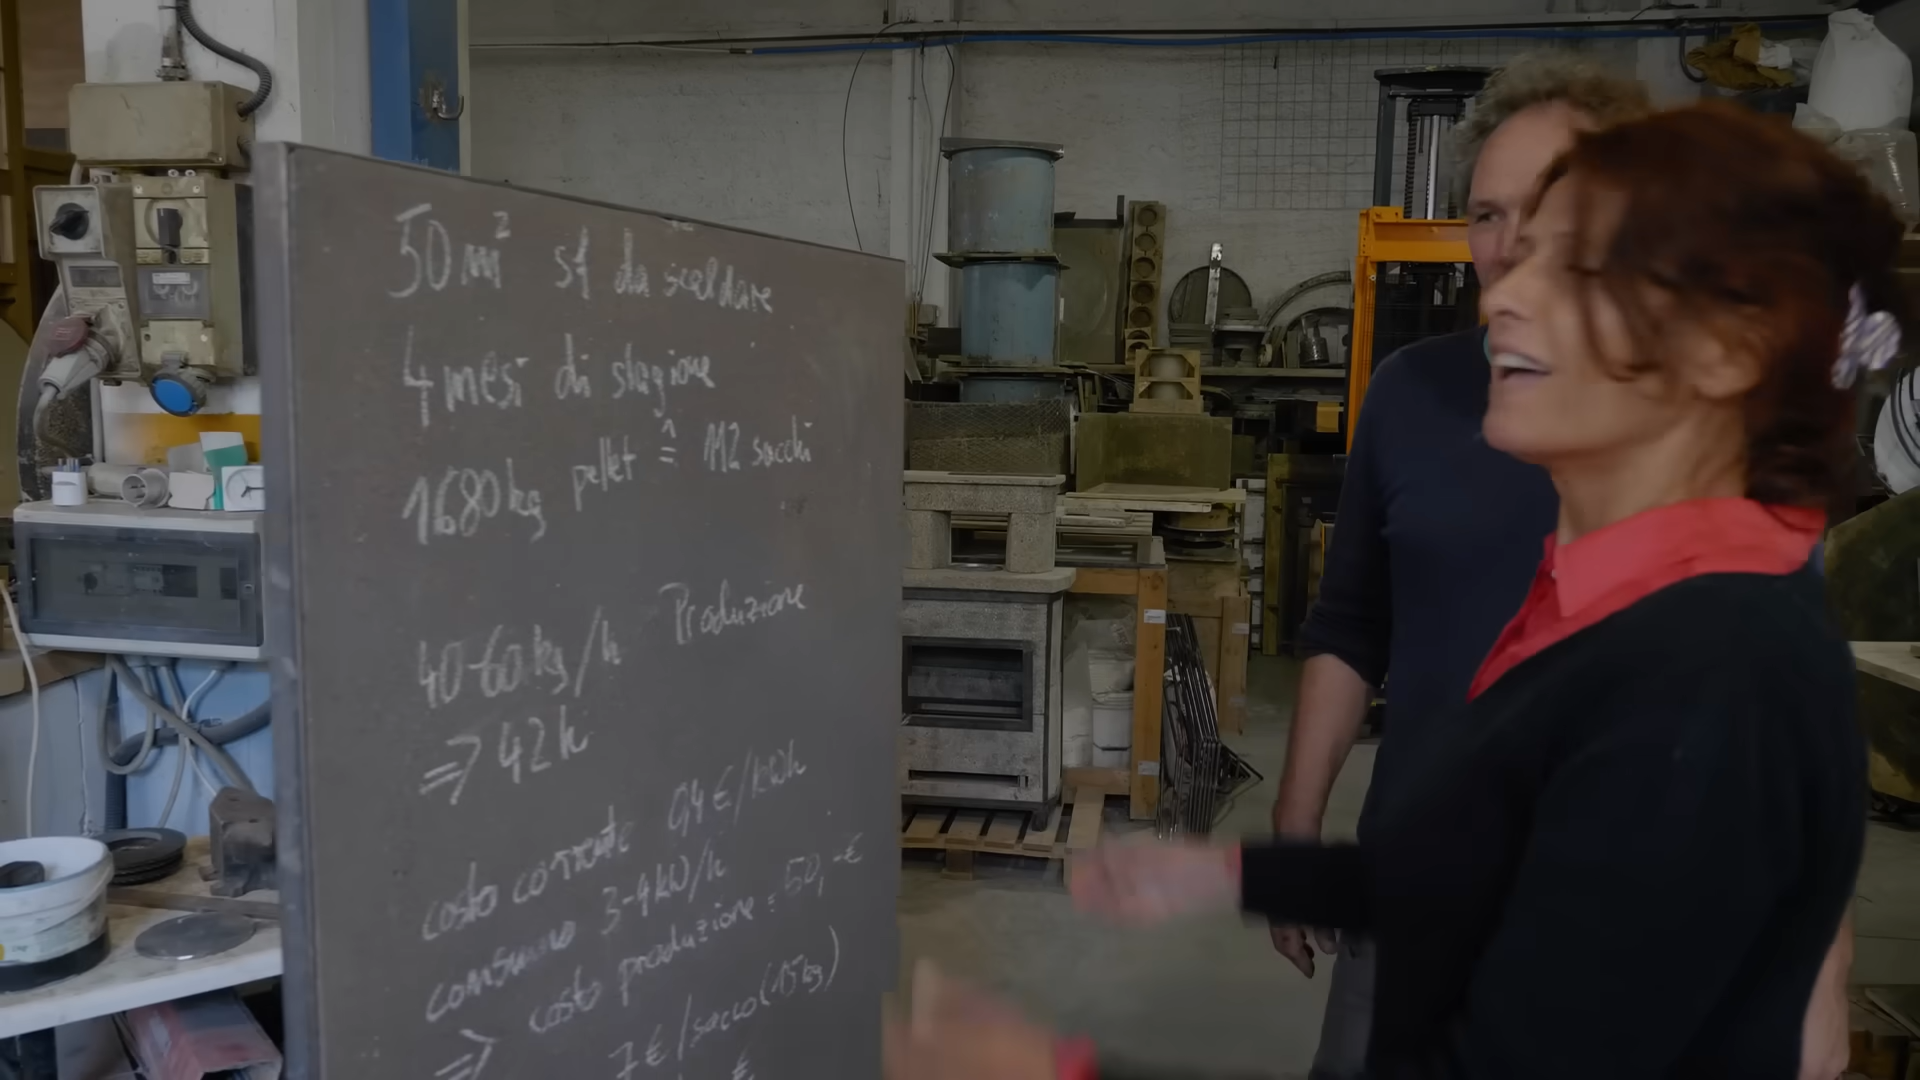 50 m² st da scaldare
4 mesi di stagione
1680 kg pellet ≙ 112 sacchi
40-60 kg/h Produzione
=> 42 h
costo corrente 0,4 €/kWh
consumo 3-4 kW/h
=> costo produzione = 50,-€
7 €/sacco (15 kg)
€